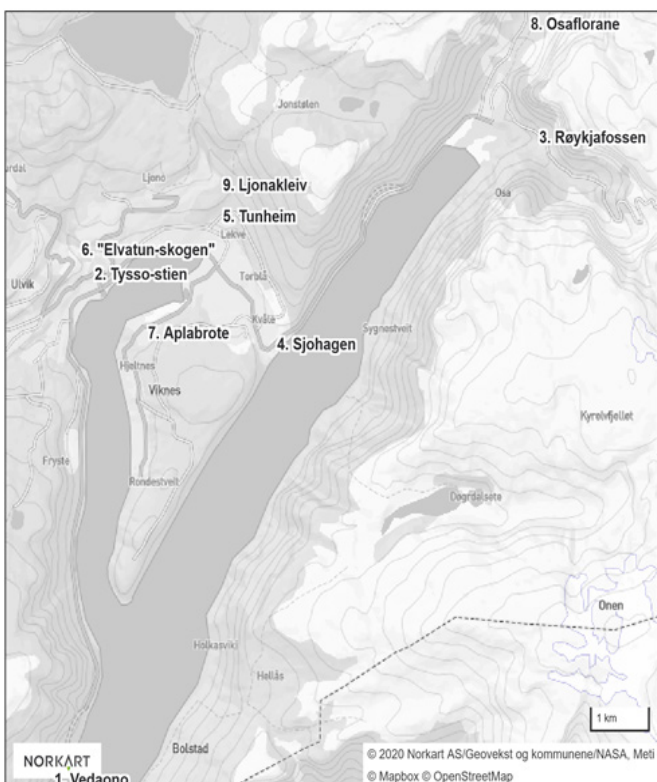 8. Osaflorane
Jonstølen
3. Røykjafossen
Ljono
9. Ljonakleiv
Osa
5. Tunheim
Lekve
6. "Elvatun-skogen"
2. Tysso-stien
Ulvik
Torblå
Kvåle
Sygnestveit
7. Aplabrote
4. Sjohagen
Hjeltnes
Viknes
Kyrelvfjellet
Fryste
Rondestveit
Onen
Holkasviki
Hellås
1 km
Bolstad
NORKART
© 2020 Norkart AS/Geovekst og kommunene/NASA, Meti
© Mapbox © OpenStreetMap
1. Vedaono